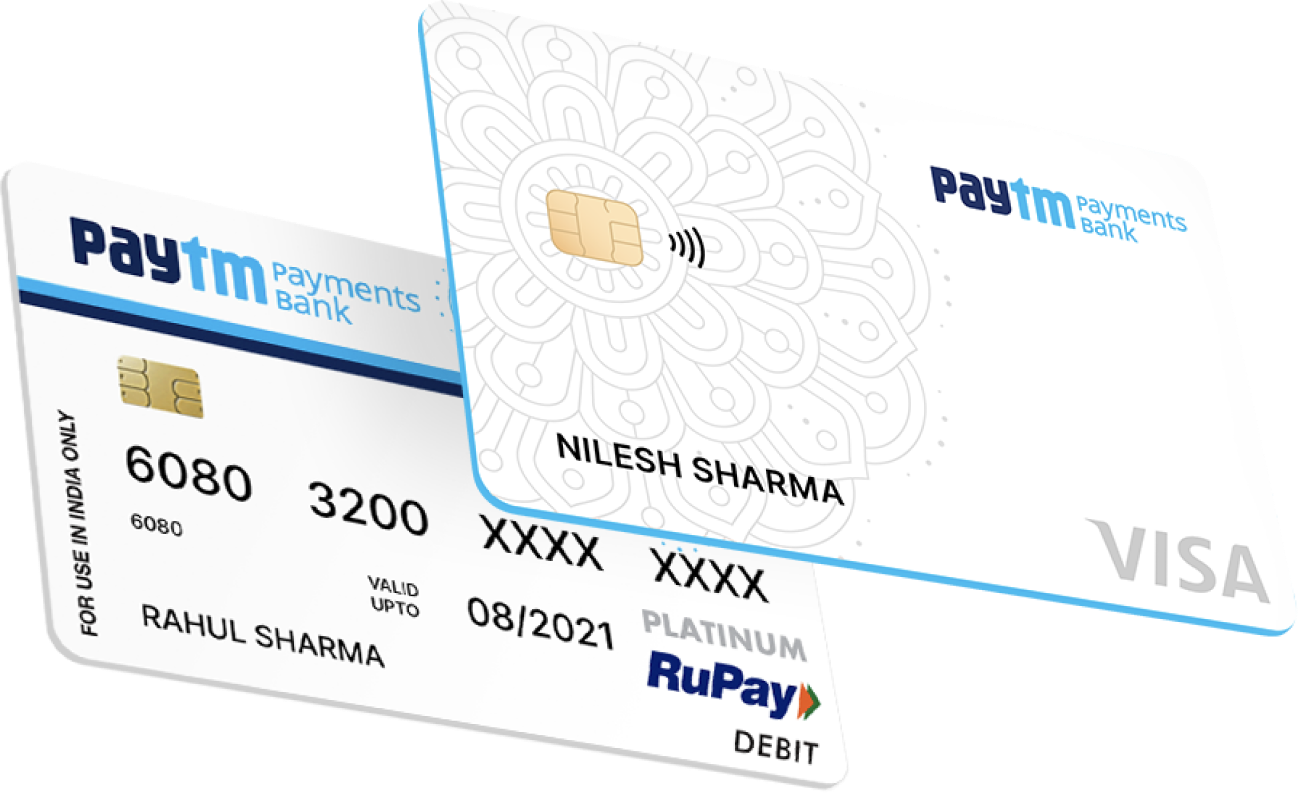 paytm Payments Bank
FOR USE IN INDIA ONLY
6080 3200 XXXX XXXX
6080
VALID UPTO 08/2021
RAHUL SHARMA
PLATINUM
RuPay
DEBIT
paytm Payments Bank
NILESH SHARMA
VISA